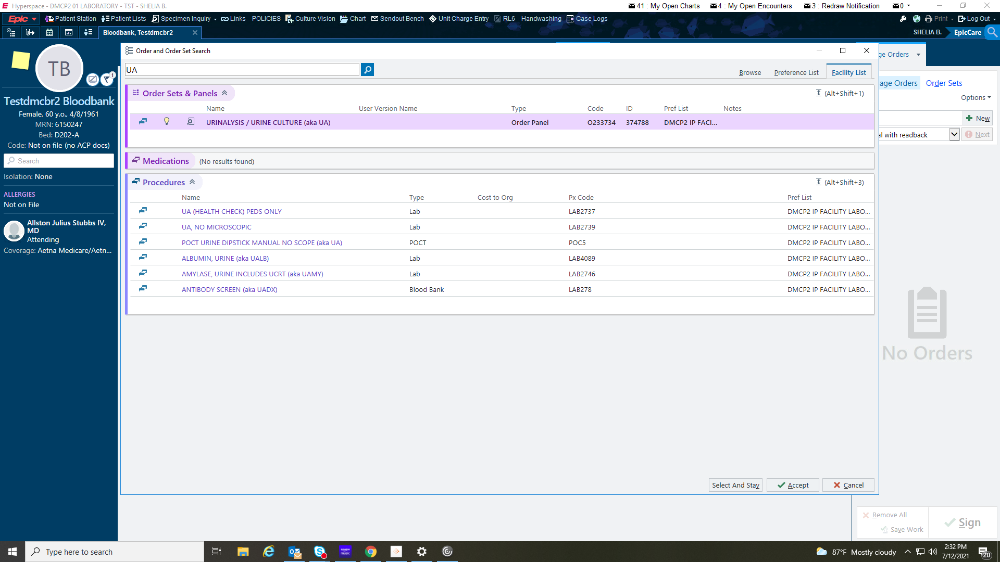 Hyperspace - DMCP2 01 LABORATORY - TST - SHELIA B.
41 : My Open Charts
4 : My Open Encounters
3 : Redraw Notification
0
Epic
Patient Station
Patient Lists
Specimen Inquiry
Links
POLICIES
Culture Vision
Chart
Sendout Bench
Unit Charge Entry
RL6
Handwashing
Case Logs
Print
Log Out
Bloodbank, Testdmcbr2
SHELIA B.
EpicCare
TB
1
Testdmcbr2 Bloodbank
Female, 60 y.o., 4/8/1961
MRN: 6150247
Bed: D202-A
Code: Not on file (no ACP docs)
Search
Isolation: None
ALLERGIES
Not on File
Allston Julius Stubbs IV,
MD
Attending
Coverage: Aetna Medicare/Aetn...
Order and Order Set Search
UA
Browse
Preference List
Facility List
Order Sets & Panels
(Alt+Shift+1)
Name User Version Name Type Code ID Pref List Notes
URINALYSIS / URINE CULTURE (aka UA) Order Panel O233734 374788 DMCP2 IP FACI...
Medications (No results found)
Procedures
(Alt+Shift+3)
Name Type Cost to Org Px Code Pref List
UA (HEALTH CHECK) PEDS ONLY Lab LAB2737 DMCP2 IP FACILITY LABO...
UA, NO MICROSCOPIC Lab LAB2739 DMCP2 IP FACILITY LABO...
POCT URINE DIPSTICK MANUAL NO SCOPE (aka UA) POCT POC5 DMCP2 IP FACILITY LABO...
ALBUMIN, URINE (aka UALB) Lab LAB4089 DMCP2 IP FACILITY LABO...
AMYLASE, URINE INCLUDES UCRT (aka UAMY) Lab LAB2746 DMCP2 IP FACILITY LABO...
ANTIBODY SCREEN (aka UADX) Blood Bank LAB278 DMCP2 IP FACILITY LABO...
Select And Stay
Accept
Cancel
ge Orders
age Orders
Order Sets
Options
New
al with readback
Next
No Orders
Remove All
Save Work
Sign
Type here to search
amazon music
87°F Mostly cloudy
2:32 PM
7/12/2021
20